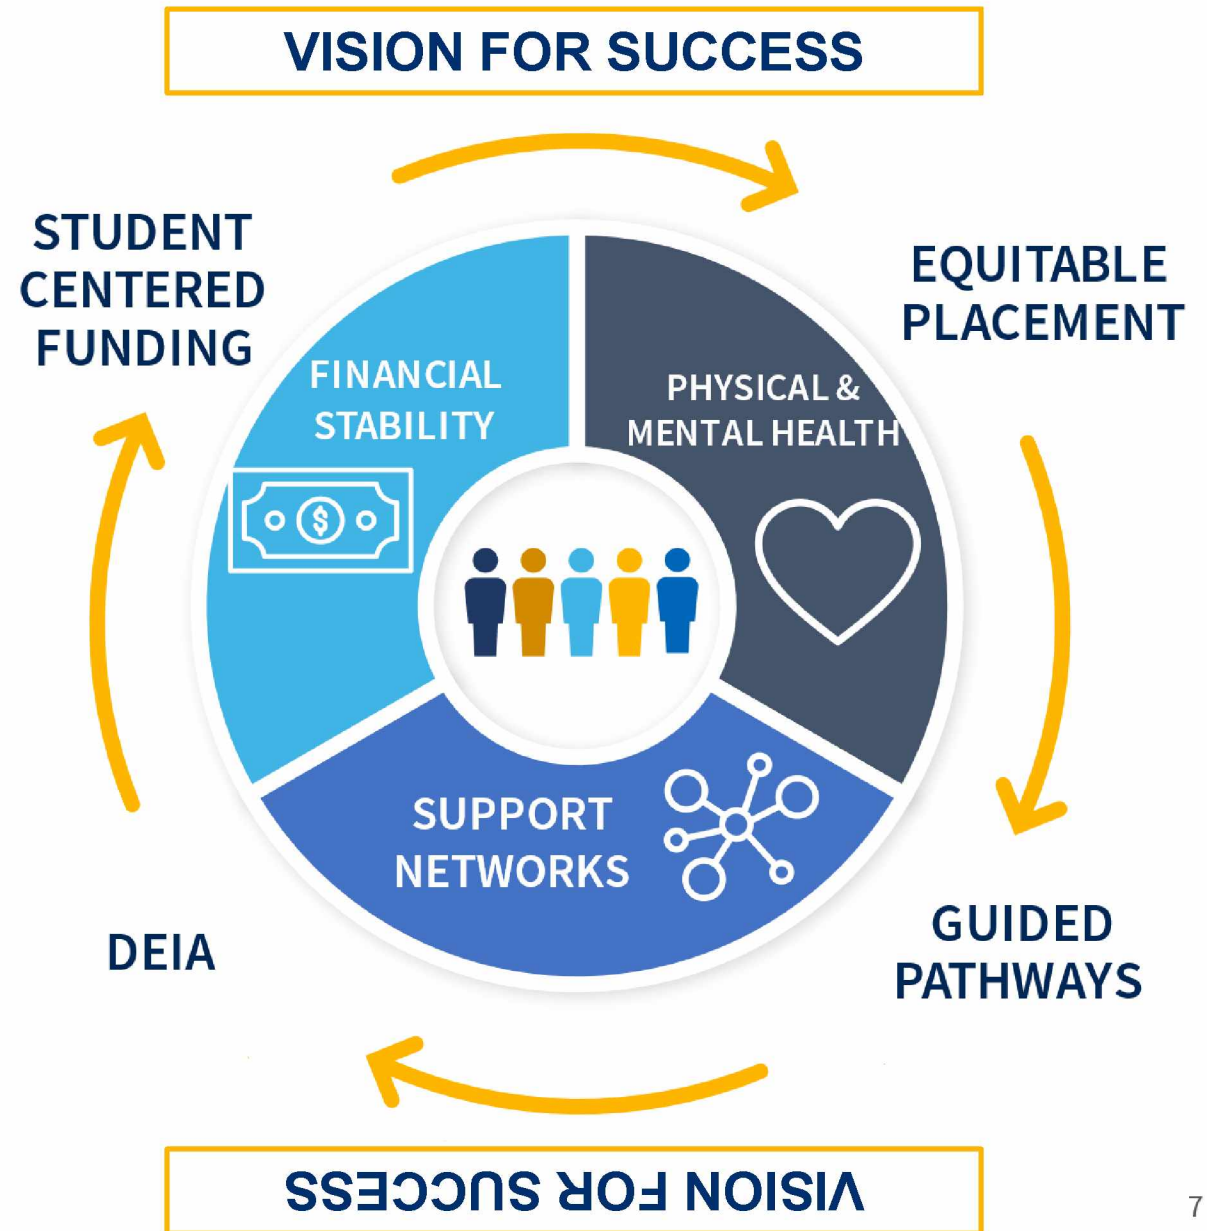 VISION FOR SUCCESS
STUDENT
CENTERED
FUNDING
EQUITABLE
PLACEMENT
FINANCIAL
STABILITY
$
PHYSICAL &
MENTAL HEALTH
SUPPORT
NETWORKS
DEIA
GUIDED
PATHWAYS
VISION FOR SUCCESS
7